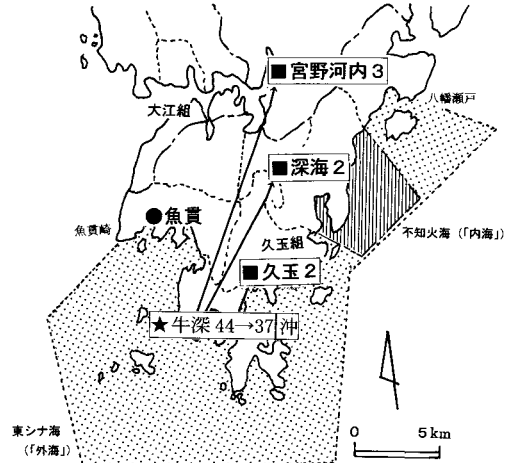 ■宮野河内3
八幡瀬戸
大江組
■深海2
●魚貫
魚貫崎
久玉組
不知火海(「内海」)
■久玉2
★牛深 44→37 沖
東シナ海
(「外海」)
0 5km